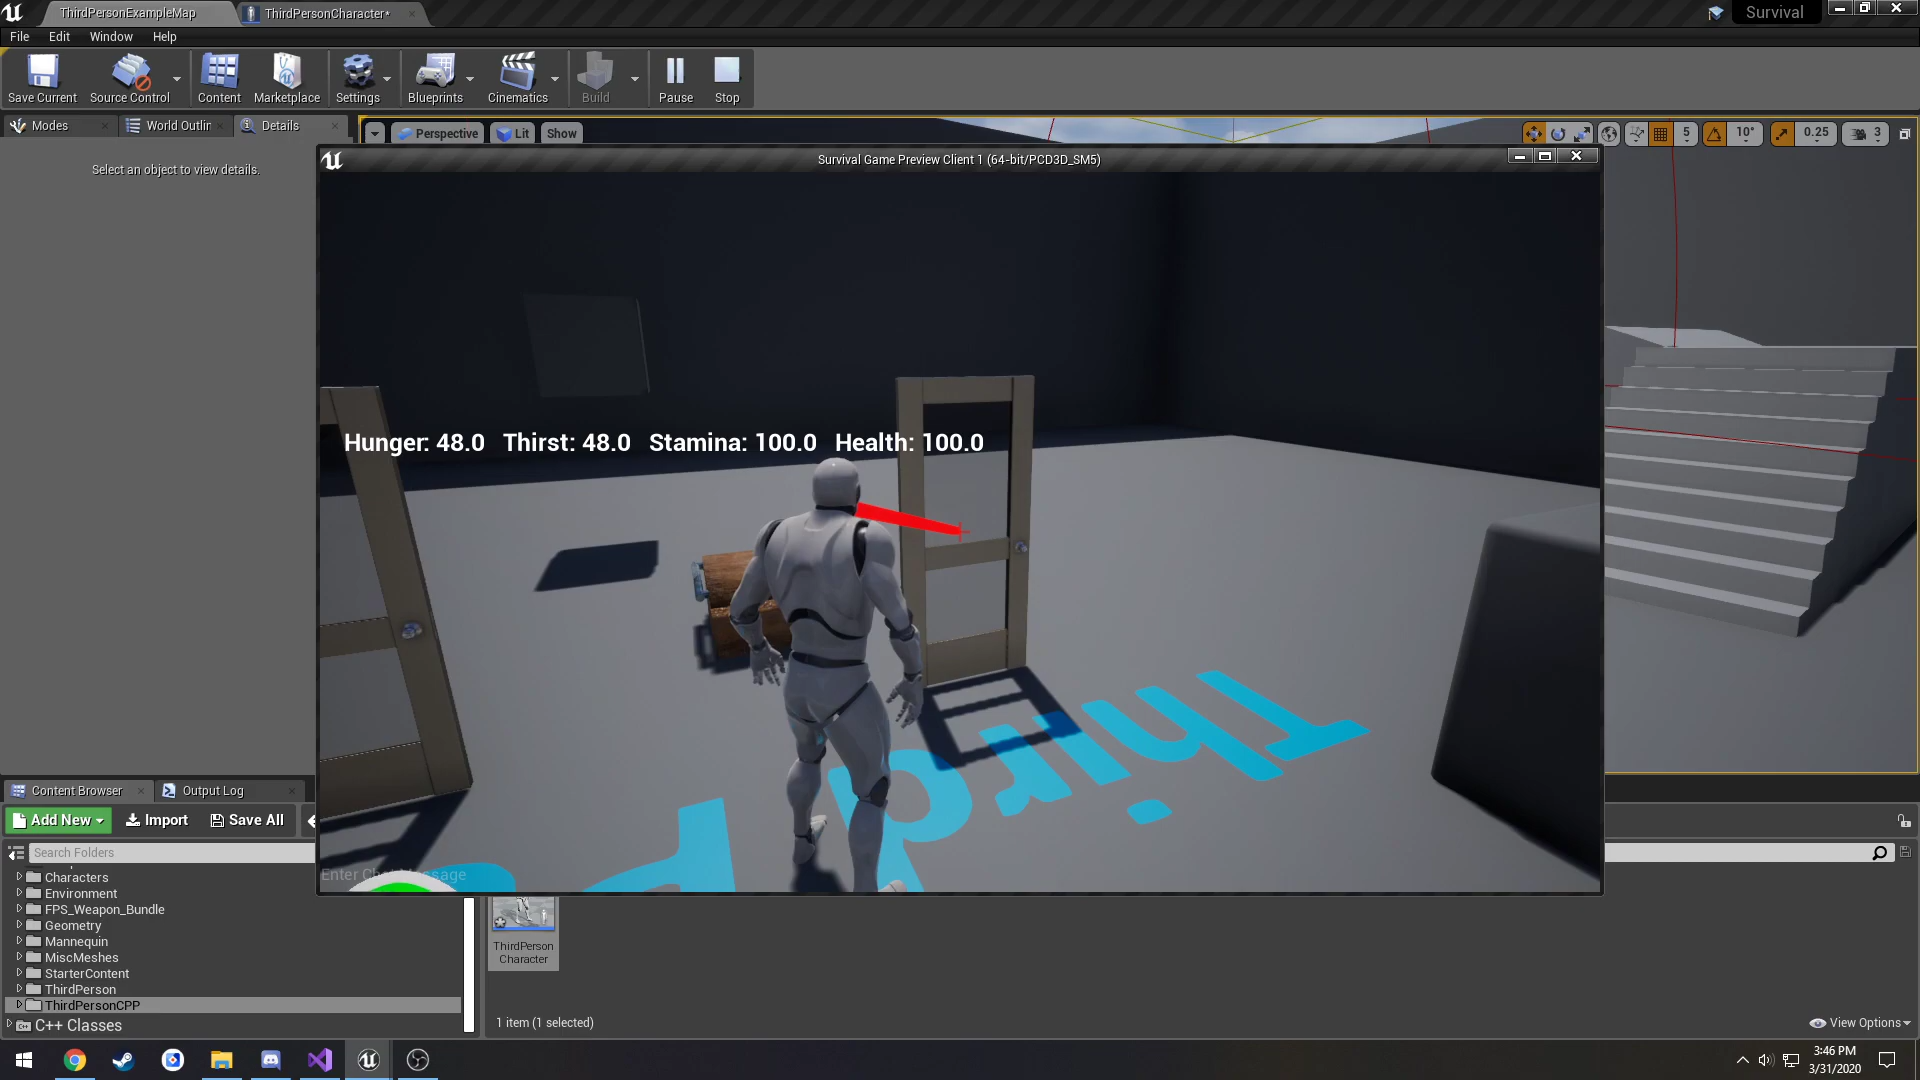 ThirdPersonExampleMap
ThirdPersonCharacter*
Survival
File Edit Window Help
Save Current Source Control Content Marketplace Settings Blueprints Cinematics Build Pause Stop
Modes World Outlin Details
Perspective Lit Show
5 10° 0.25 3
Select an object to view details.
Survival Game Preview Client 1 (64-bit/PCD3D_SM5)
Hunger: 48.0 Thirst: 48.0 Stamina: 100.0 Health: 100.0
Third P
Enter Chat Message
Content Browser Output Log
Add New Import Save All
Search Folders
Characters
Environment
FPS_Weapon_Bundle
Geometry
Mannequin
MiscMeshes
StarterContent
ThirdPerson
ThirdPersonCPP
C++ Classes
ThirdPerson
Character
1 item (1 selected)
View Options
3:46 PM
3/31/2020